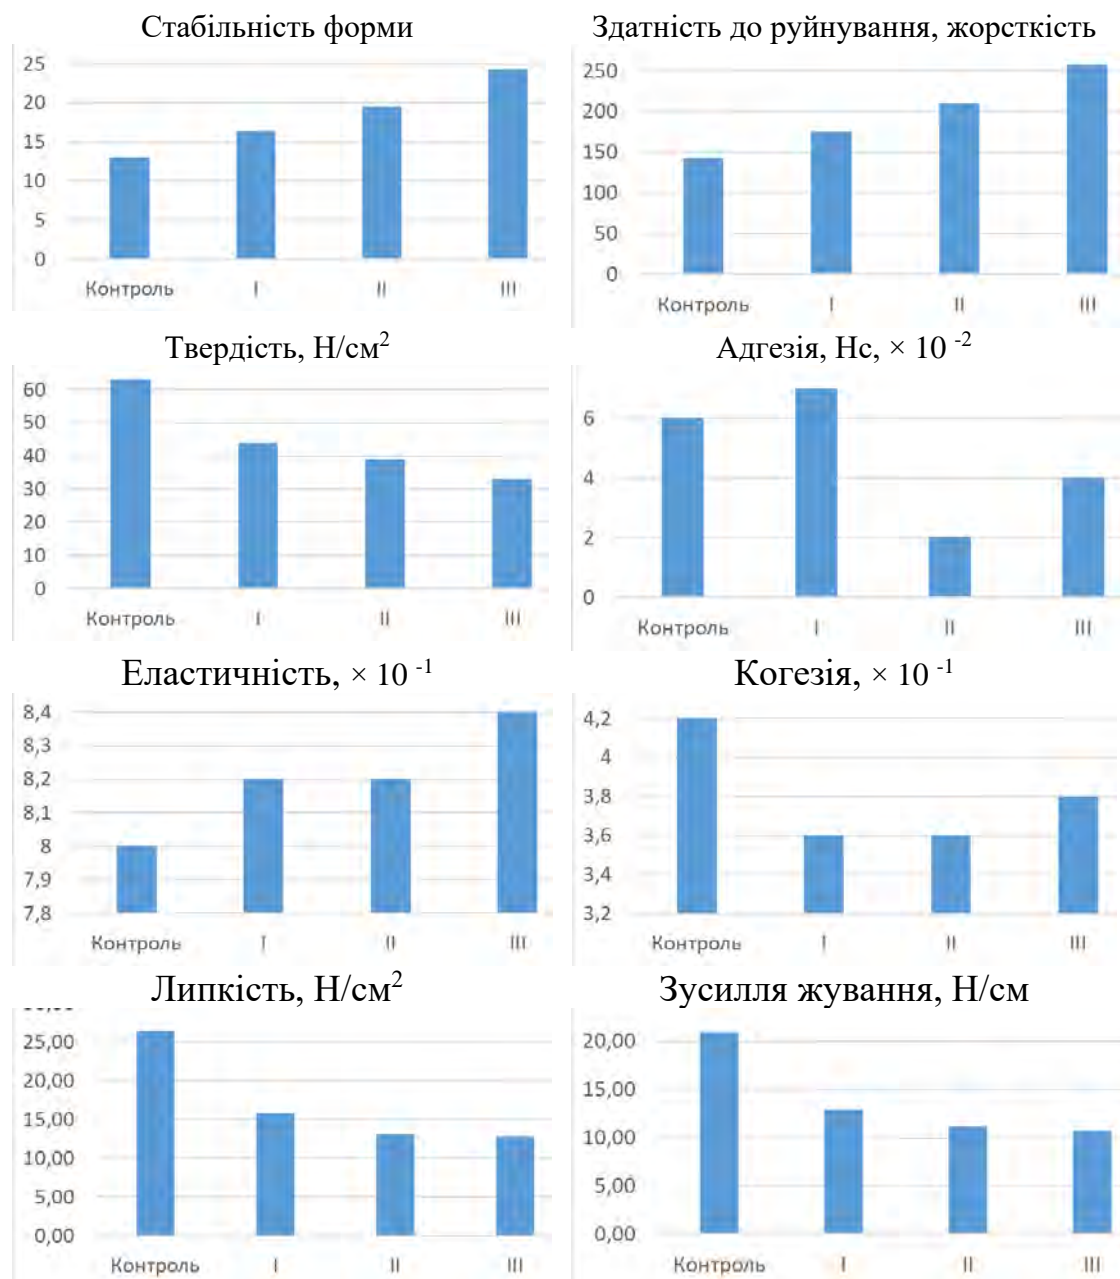 Стабільність форми
25
20
15
10
5
0
Контроль I II III
Здатність до руйнування, жорсткість
250
200
150
100
50
0
Контроль I II III
Твердість, Н/см²
60
50
40
30
20
10
0
Контроль I II III
Адгезія, Нс, × 10 ⁻²
6
4
2
0
Контроль I II III
Еластичність, × 10 ⁻¹
8,4
8,3
8,2
8,1
8
7,9
7,8
Контроль I II III
Когезія, × 10 ⁻¹
4,2
4
3,8
3,6
3,4
3,2
Контроль I II III
Липкість, Н/см²
25,00
20,00
15,00
10,00
5,00
0,00
Контроль I II III
Зусилля жування, Н/см
20,00
15,00
10,00
5,00
0,00
Контроль I II III